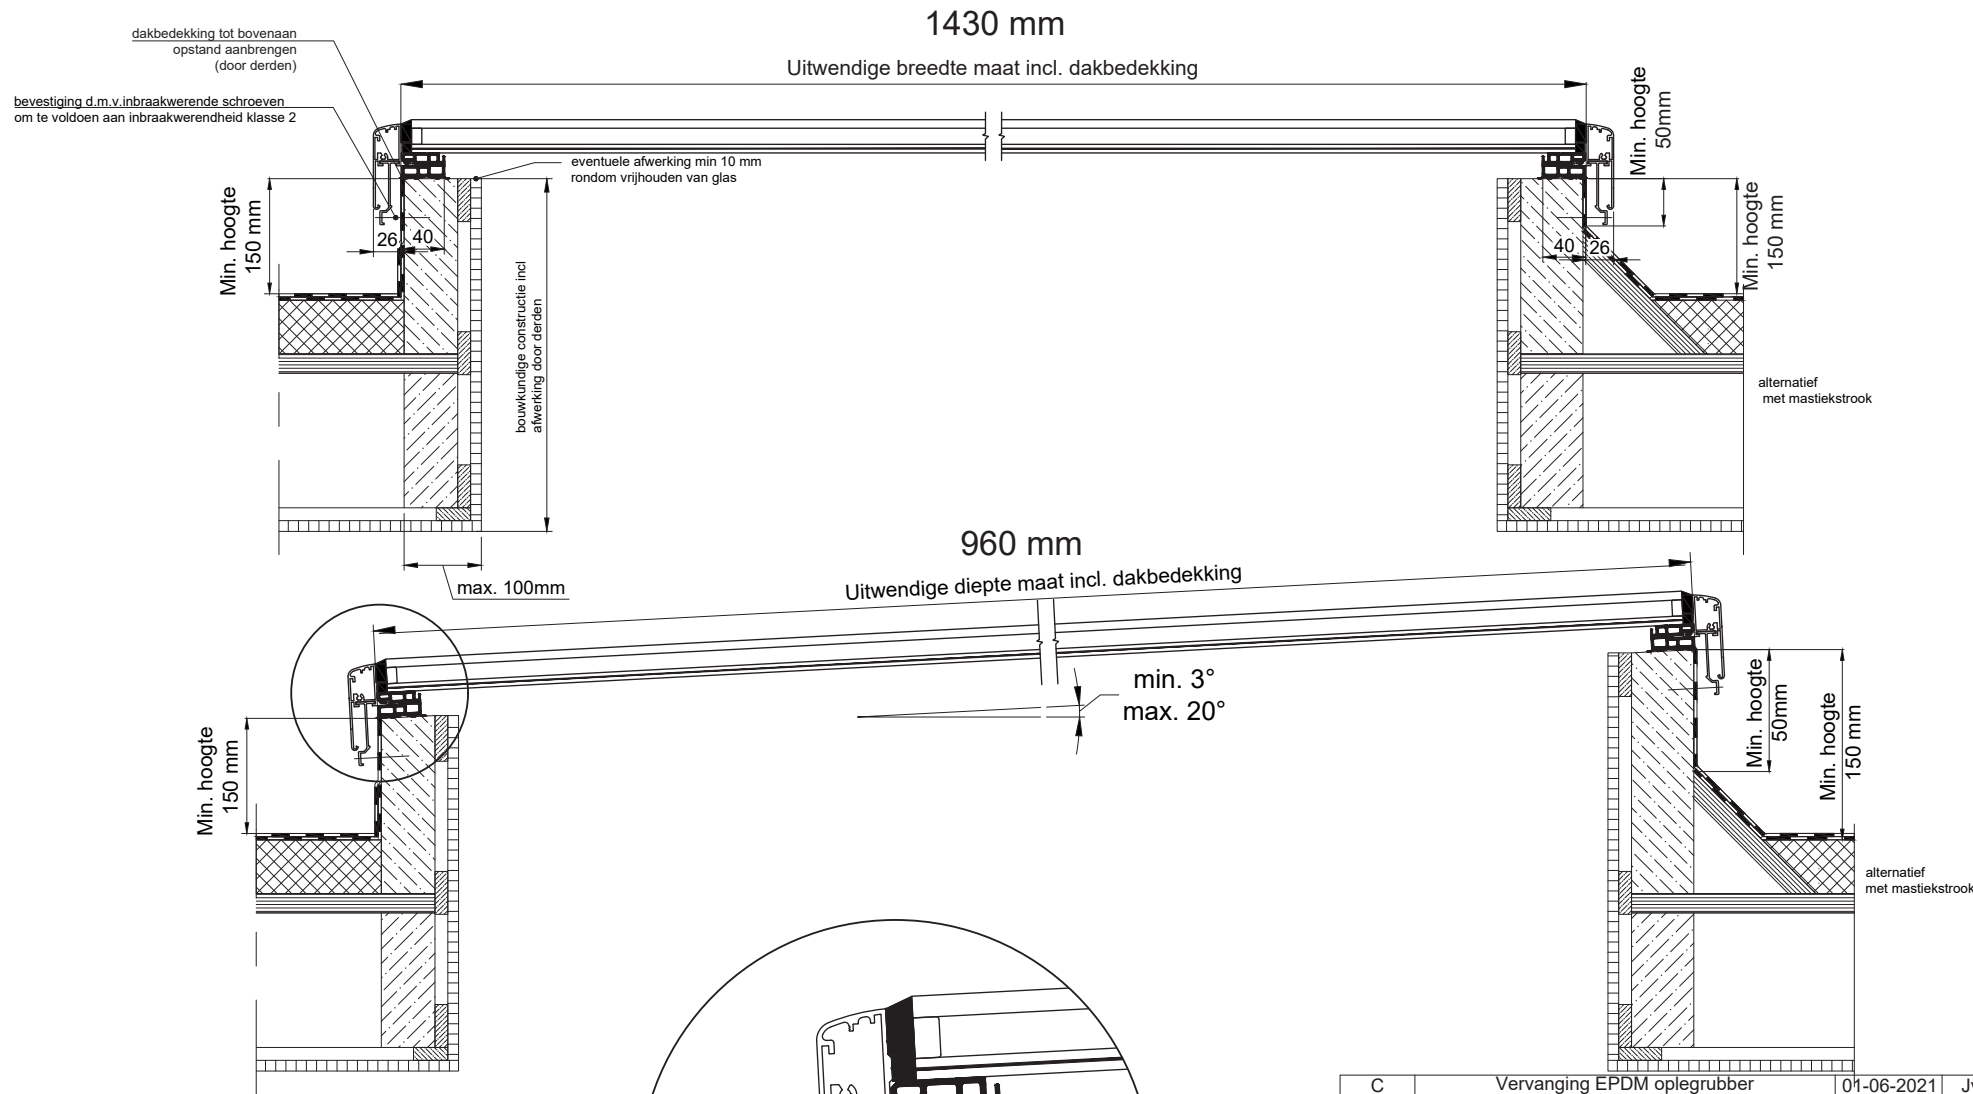 1430 mm
Uitwendige breedte maat incl. dakbedekking
dakbedekking tot bovenaan
opstand aanbrengen
(door derden)
bevestiging d.m.v.inbraakwerende schroeven
om te voldoen aan inbraakwerendheid klasse 2
eventuele afwerking min 10 mm
rondom vrijhouden van glas
Min. hoogte
150 mm
26
40
bouwkundige constructie incl
afwerking door derden
max. 100mm
Min. hoogte
50mm
Min. hoogte
150 mm
40
26
alternatief
met mastiekstrook
960 mm
Uitwendige diepte maat incl. dakbedekking
min. 3°
max. 20°
Min. hoogte
150 mm
Min. hoogte
50mm
Min. hoogte
150 mm
alternatief
met mastiekstrook
C Vervanging EPDM oplegrubber 01-06-2021